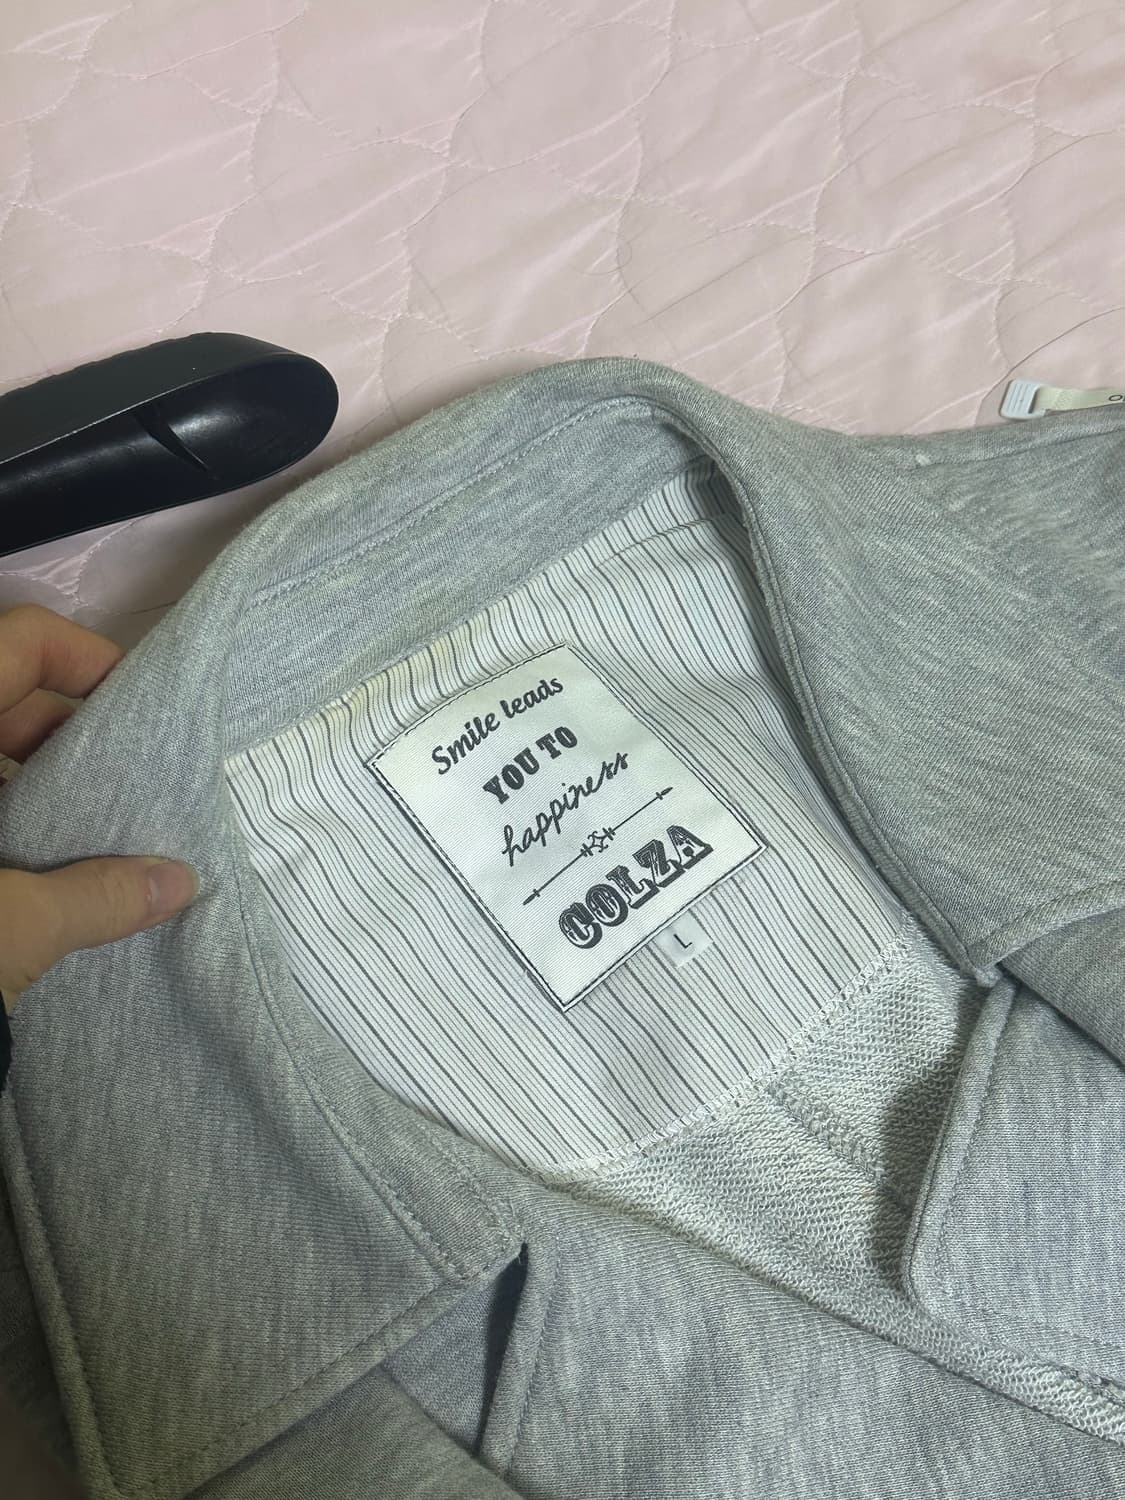 Smile leads
YOU TO
happiness
COLZA
L
O